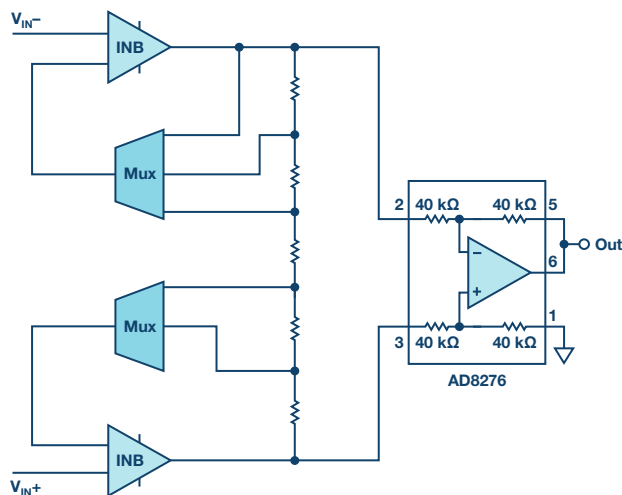 VIN−
INB
Mux
2 40 kΩ 40 kΩ 5
−
Out
6
+
Mux
1
3 40 kΩ 40 kΩ
AD8276
INB
VIN+